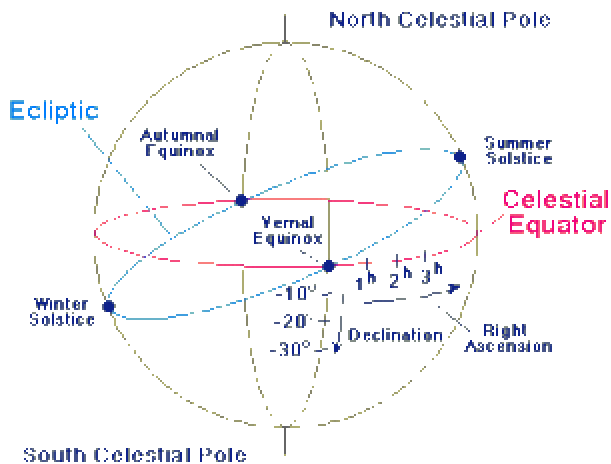 North Celestial Pole
Ecliptic
Autumnal
Equinox
Summer
Solstice
Celestial
Equator
Vernal
Equinox
1h 2h 3h
-10°
-20°
-30°
Declination
Right
Ascension
Winter
Solstice
South Celestial Pole